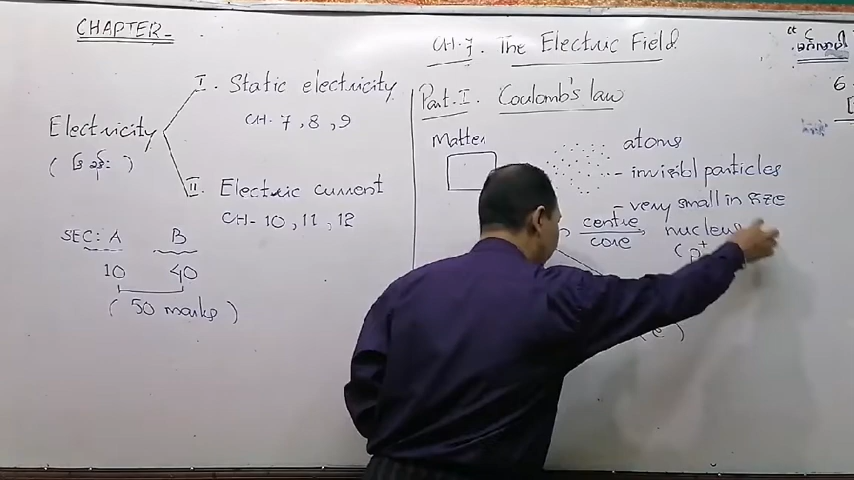 CHAPTER
Electricity
I. Static electricity
CH- 7, 8, 9
II. Electric current
CH- 10, 11, 12
SEC: A B
10 40
( 50 marks )
CH-7. The Electric Field
Part.I. Coulomb's law
Matter
atoms
- invisibl particles
- very small in size
centre
core
nucleus
( p+
( e- )
6